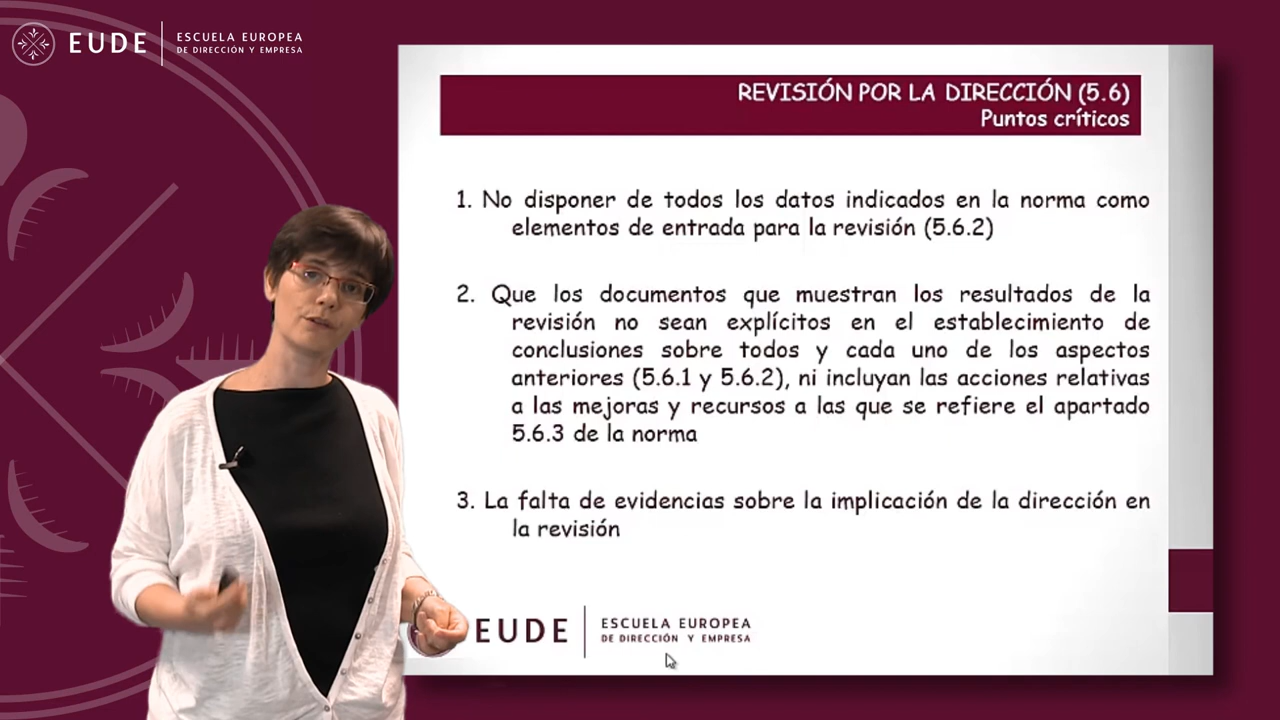 EUDE
ESCUELA EUROPEA
DE DIRECCIÓN Y EMPRESA
REVISIÓN POR LA DIRECCIÓN (5.6)
Puntos críticos
1. No disponer de todos los datos indicados en la norma como
elementos de entrada para la revisión (5.6.2)
2. Que los documentos que muestran los resultados de la
revisión no sean explícitos en el establecimiento de
conclusiones sobre todos y cada uno de los aspectos
anteriores (5.6.1 y 5.6.2), ni incluyan las acciones relativas
a las mejoras y recursos a las que se refiere el apartado
5.6.3 de la norma
3. La falta de evidencias sobre la implicación de la dirección en
la revisión
EUDE
ESCUELA EUROPEA
DE DIRECCIÓN Y EMPRESA